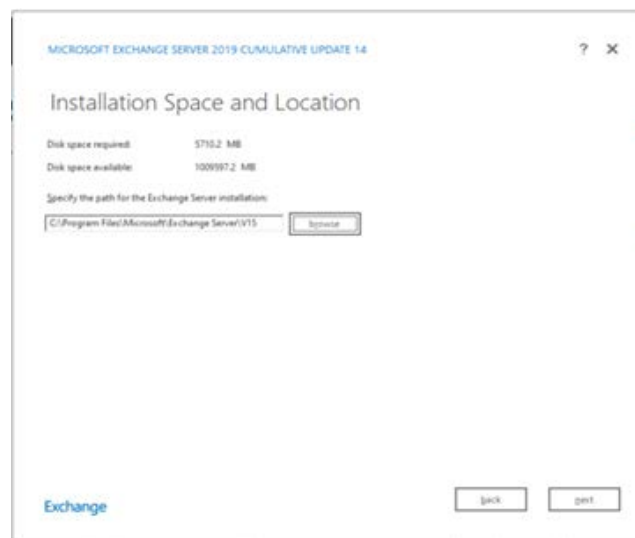 MICROSOFT EXCHANGE SERVER 2019 CUMULATIVE UPDATE 14 ?
Installation Space and Location
Disk space required: 5710.2 MB
Disk space available: 1009597.2 MB
Specify the path for the Exchange Server installation:
C:\Program Files\Microsoft\Exchange Server\V15 browse
Exchange back next